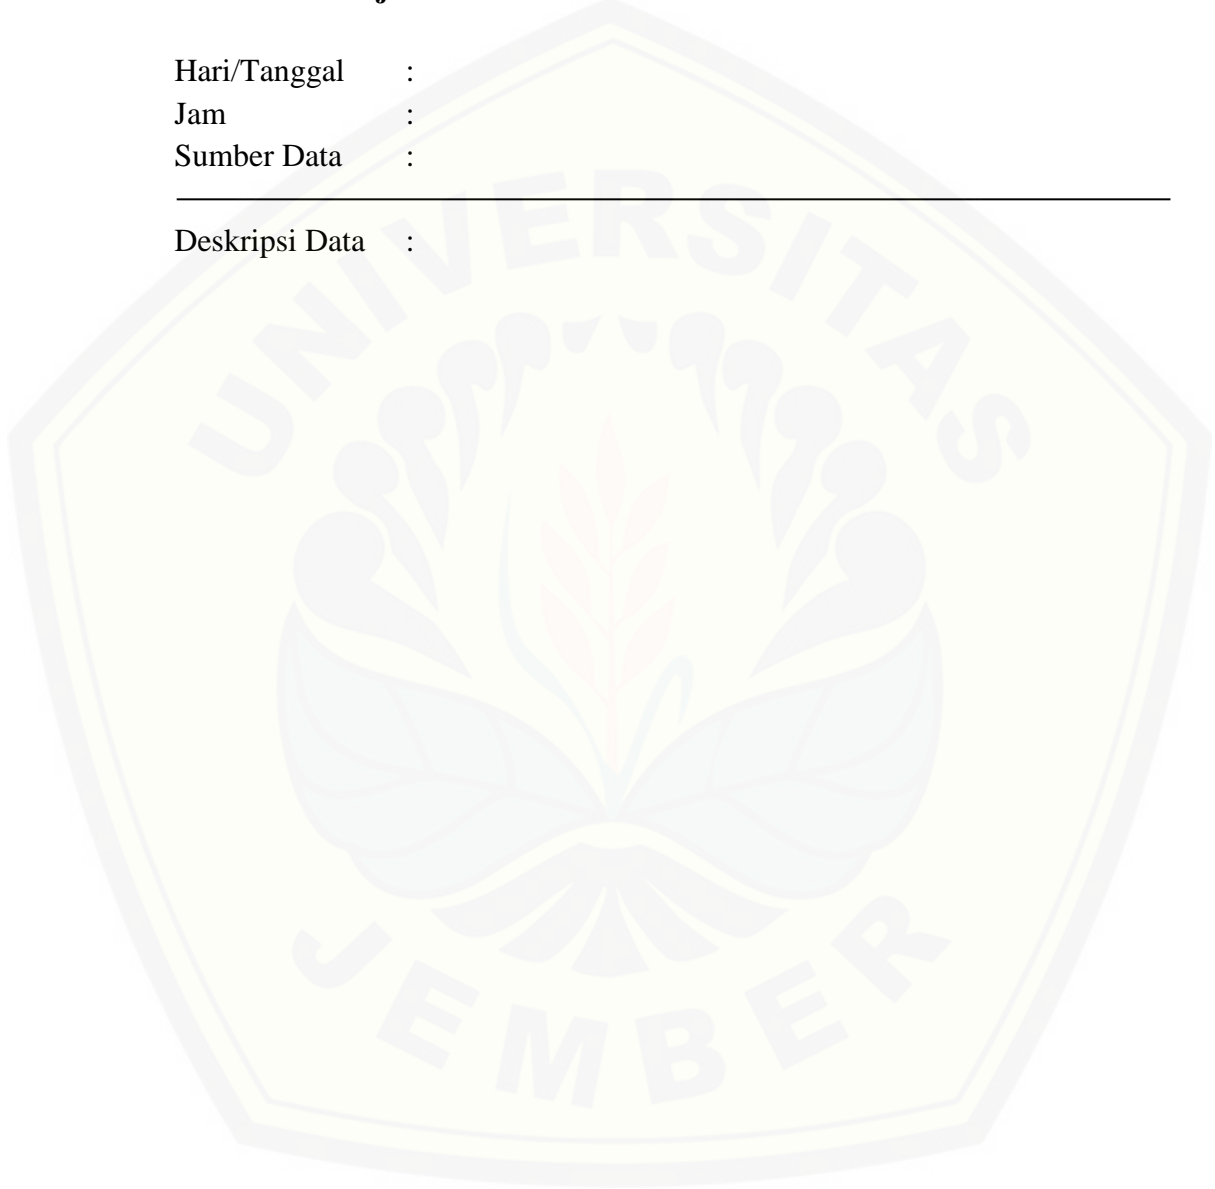 Hari/Tanggal :
Jam :
Sumber Data :
Deskripsi Data :
UNIVERSITAS
JEMBER